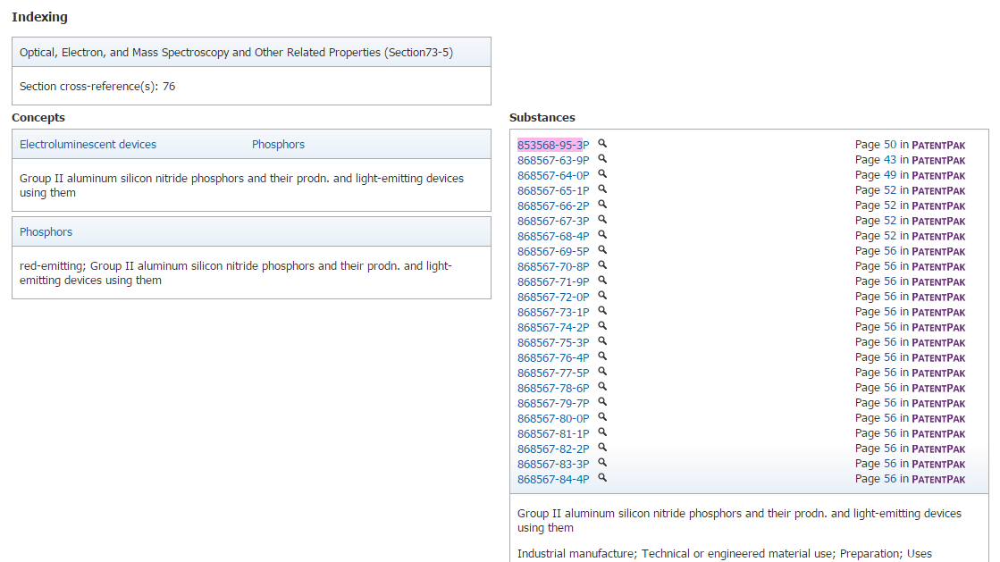 Indexing
Optical, Electron, and Mass Spectroscopy and Other Related Properties (Section73-5)
Section cross-reference(s): 76
Concepts
Electroluminescent devices Phosphors
Group II aluminum silicon nitride phosphors and their prodn. and light-emitting devices
using them
Phosphors
red-emitting; Group II aluminum silicon nitride phosphors and their prodn. and light-
emitting devices using them
Substances
853568-95-3P Page 50 in PATENTPAK
868567-63-9P Page 43 in PATENTPAK
868567-64-0P Page 49 in PATENTPAK
868567-65-1P Page 52 in PATENTPAK
868567-66-2P Page 52 in PATENTPAK
868567-67-3P Page 52 in PATENTPAK
868567-68-4P Page 52 in PATENTPAK
868567-69-5P Page 56 in PATENTPAK
868567-70-8P Page 56 in PATENTPAK
868567-71-9P Page 56 in PATENTPAK
868567-72-0P Page 56 in PATENTPAK
868567-73-1P Page 56 in PATENTPAK
868567-74-2P Page 56 in PATENTPAK
868567-75-3P Page 56 in PATENTPAK
868567-76-4P Page 56 in PATENTPAK
868567-77-5P Page 56 in PATENTPAK
868567-78-6P Page 56 in PATENTPAK
868567-79-7P Page 56 in PATENTPAK
868567-80-0P Page 56 in PATENTPAK
868567-81-1P Page 56 in PATENTPAK
868567-82-2P Page 56 in PATENTPAK
868567-83-3P Page 56 in PATENTPAK
868567-84-4P Page 56 in PATENTPAK
Group II aluminum silicon nitride phosphors and their prodn. and light-emitting devices
using them
Industrial manufacture; Technical or engineered material use; Preparation; Uses